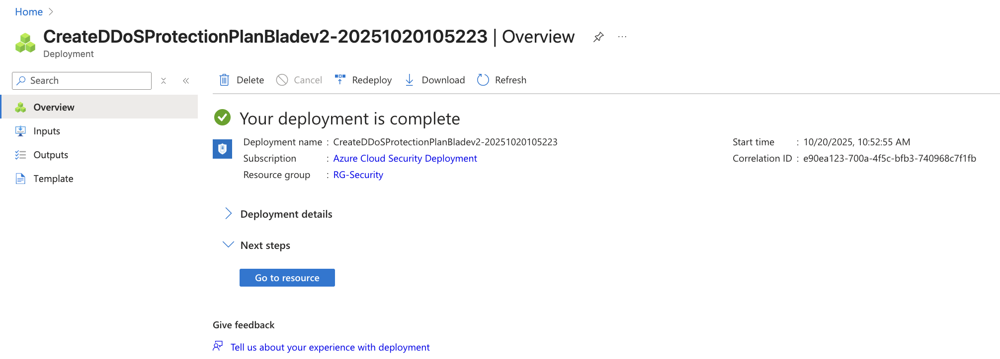 Home
CreateDDoSProtectionPlanBladev2-20251020105223 | Overview
Deployment
Search
Overview
Inputs
Outputs
Template
Delete
Cancel
Redeploy
Download
Refresh
Your deployment is complete
Deployment name : CreateDDoSProtectionPlanBladev2-20251020105223
Subscription : Azure Cloud Security Deployment
Resource group : RG-Security
Start time : 10/20/2025, 10:52:55 AM
Correlation ID : e90ea123-700a-4f5c-bfb3-740968c7f1fb
Deployment details
Next steps
Go to resource
Give feedback
Tell us about your experience with deployment